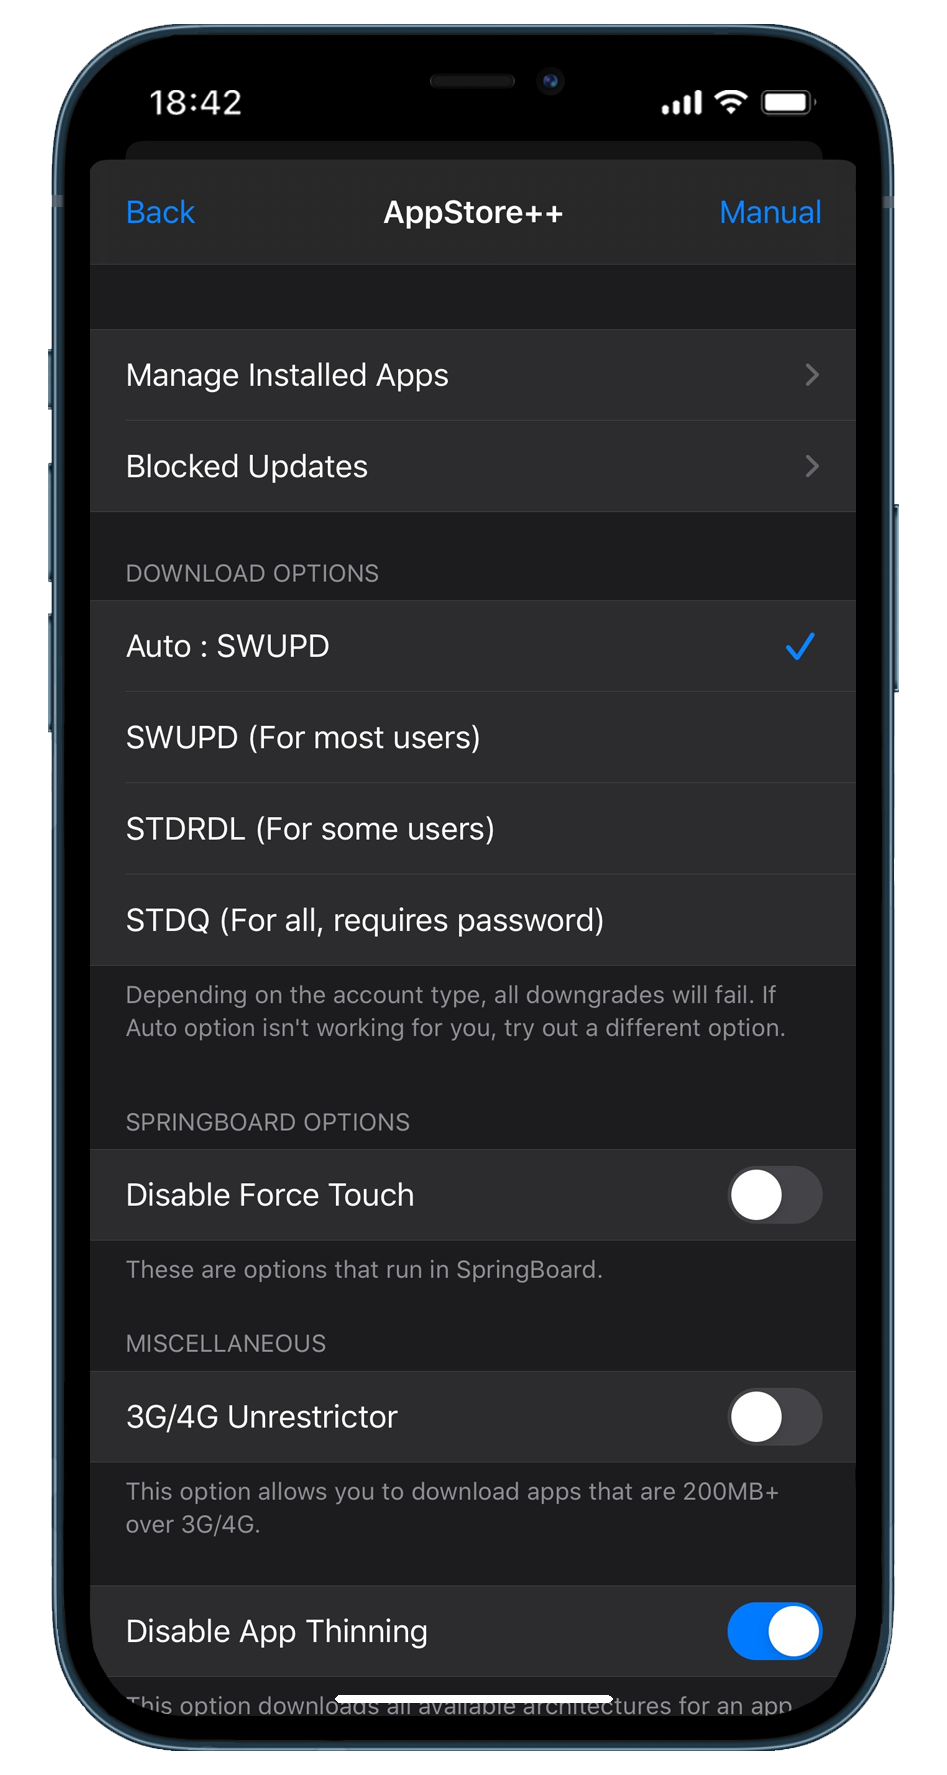 18:42
Back AppStore++ Manual
Manage Installed Apps
Blocked Updates
DOWNLOAD OPTIONS
Auto : SWUPD
SWUPD (For most users)
STDRDL (For some users)
STDQ (For all, requires password)
Depending on the account type, all downgrades will fail. If
Auto option isn't working for you, try out a different option.
SPRINGBOARD OPTIONS
Disable Force Touch
These are options that run in SpringBoard.
MISCELLANEOUS
3G/4G Unrestrictor
This option allows you to download apps that are 200MB+
over 3G/4G.
Disable App Thinning
This option downloads all available architectures for an app